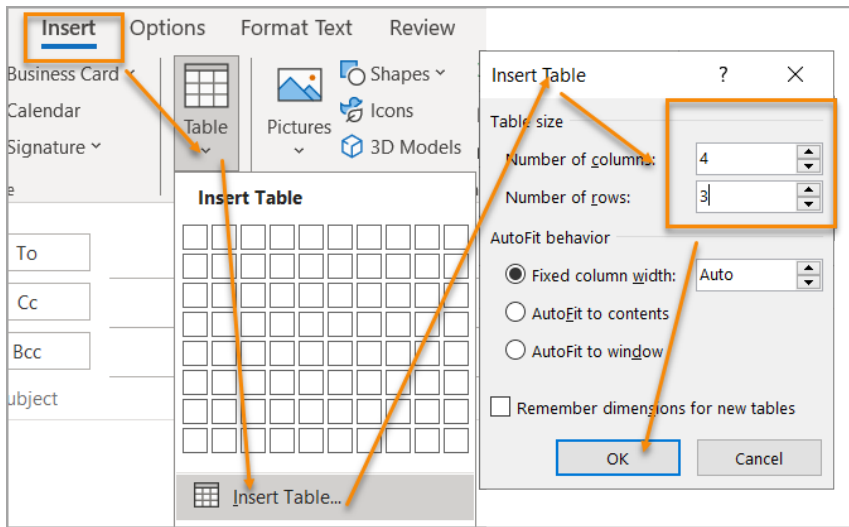 Insert Options Format Text Review
Business Card
Calendar
Signature
e
Table
Pictures
Shapes
Icons
3D Models
Insert Table
To
Cc
Bcc
ubject
Insert Table...
Insert Table ?
Table size
Number of columns: 4
Number of rows: 3
AutoFit behavior
Fixed column width: Auto
AutoFit to contents
AutoFit to window
Remember dimensions for new tables
OK Cancel